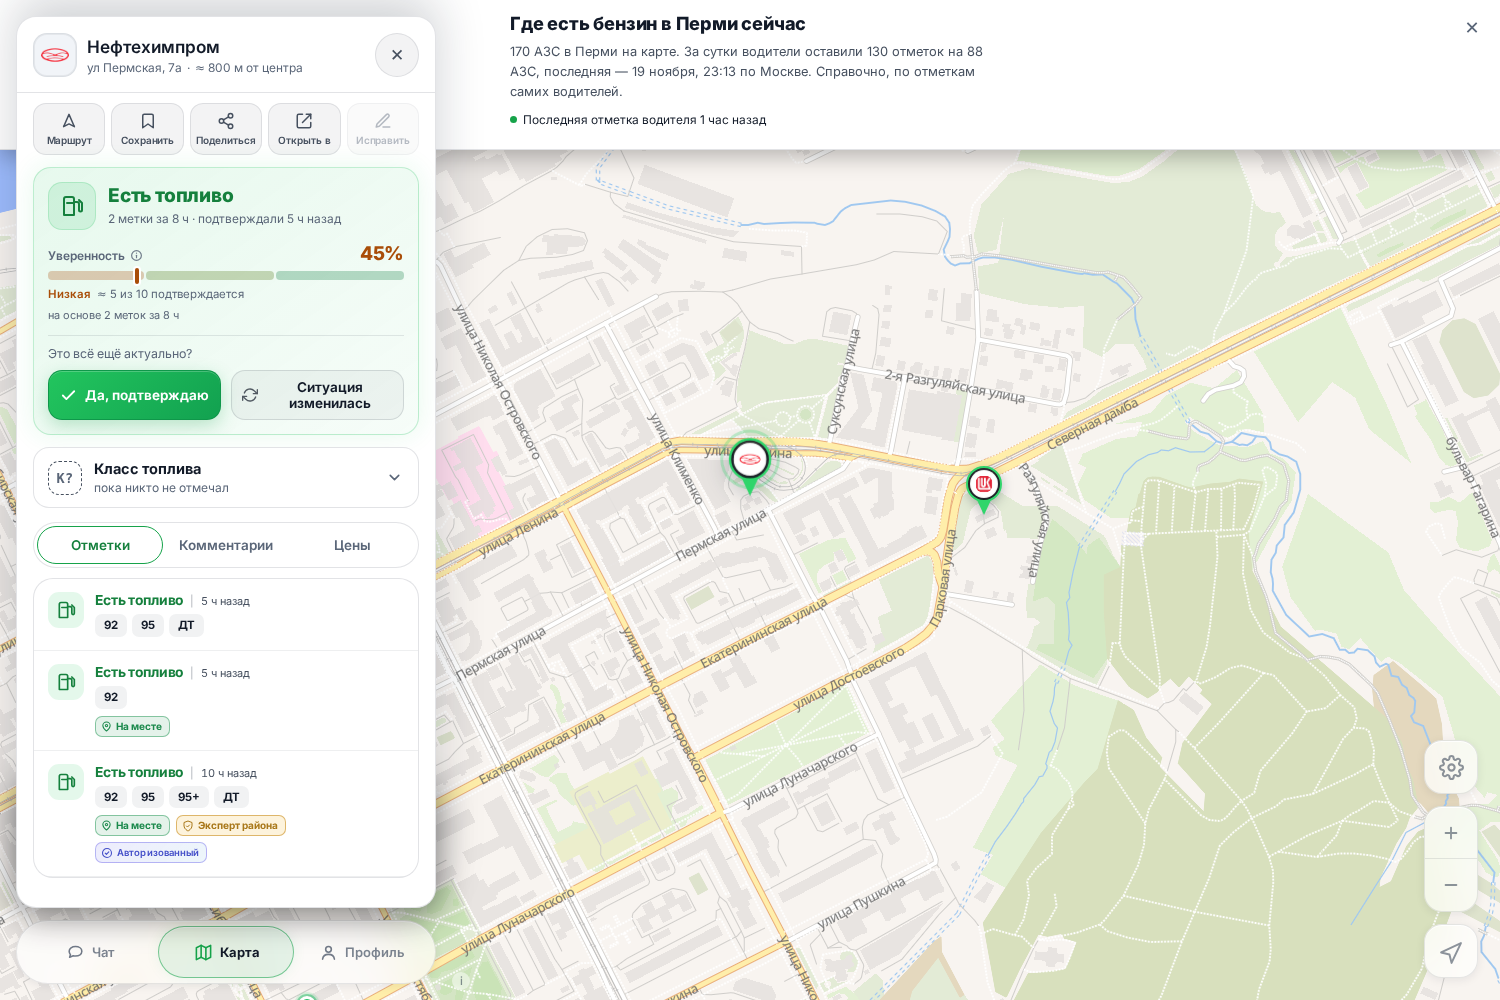 Нефтехимпром
ул Пермская, 7а · ≈ 800 м от центра
Маршрут
Сохранить
Поделиться
Открыть в
Исправить
Есть топливо
2 метки за 8 ч · подтверждали 5 ч назад
Уверенность
45%
Низкая ≈ 5 из 10 подтверждается
на основе 2 меток за 8 ч
Это всё ещё актуально?
Да, подтверждаю
Ситуация
изменилась
К?
Класс топлива
пока никто не отмечал
Отметки
Комментарии
Цены
Есть топливо | 5 ч назад
92 95 ДТ
Есть топливо | 5 ч назад
92
На месте
Есть топливо | 10 ч назад
92 95 95+ ДТ
На месте
Эксперт района
Авторизованный
Чат
Карта
Профиль
Где есть бензин в Перми сейчас
170 АЗС в Перми на карте. За сутки водители оставили 130 отметок на 88
АЗС, последняя — 19 ноября, 23:13 по Москве. Справочно, по отметкам
самих водителей.
Последняя отметка водителя 1 час назад
улица Николая Островского
Суксунская улица
2-я Разгуляйская улица
Северная дамба
бульвар Гагарина
улица Клименко
Разгуляйская улица
улица Ленина
Пермская улица
Парковая улица
Пермская улица
Екатерининская улица
улица Николая Островского
улица Достоевского
Екатерининская улица
улица Луначарского
улица Пушкина
улица Луначарского
улица Николая Ос